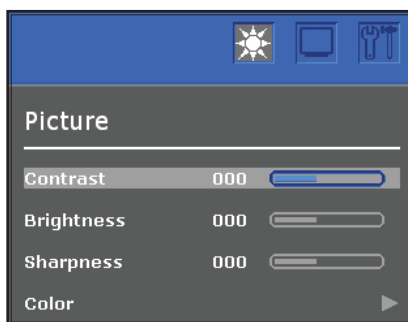 Picture
Contrast 000
Brightness 000
Sharpness 000
Color